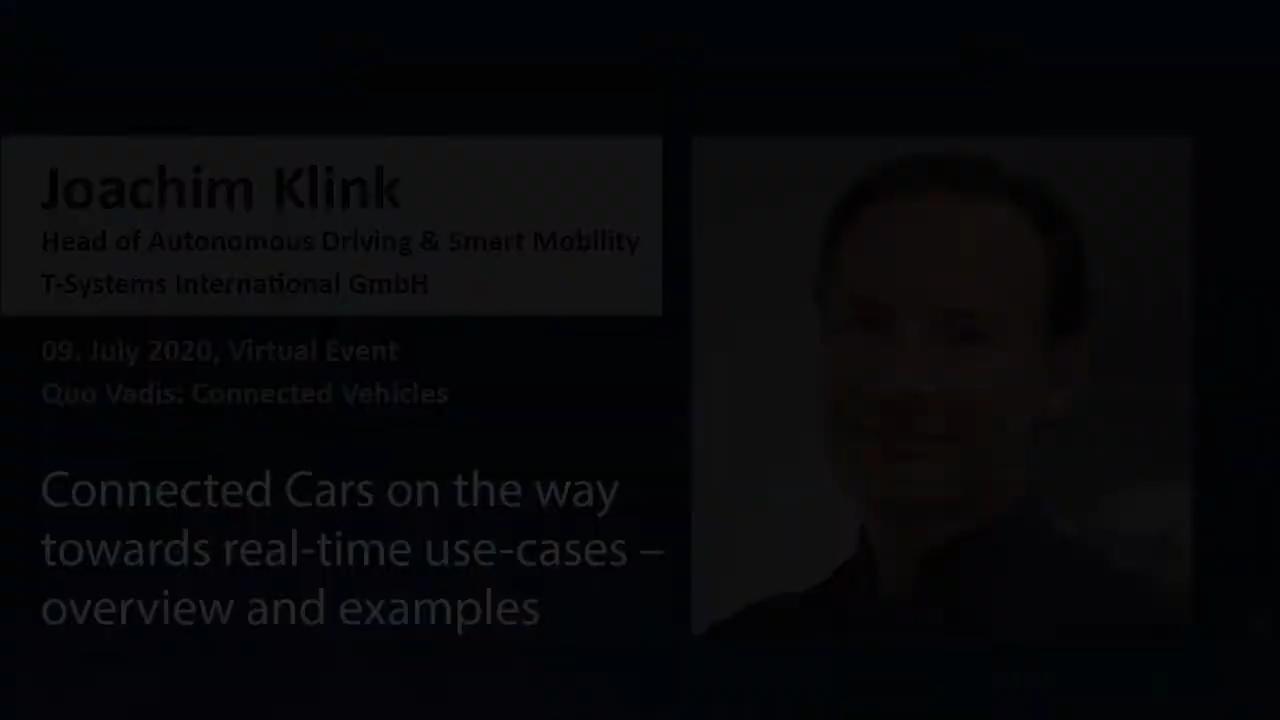 Joachim Klink
Head of Autonomous Driving & Smart Mobility
T-Systems International GmbH
09. July 2020, Virtual Event
Quo Vadis: Connected Vehicles
Connected Cars on the way
towards real-time use-cases –
overview and examples